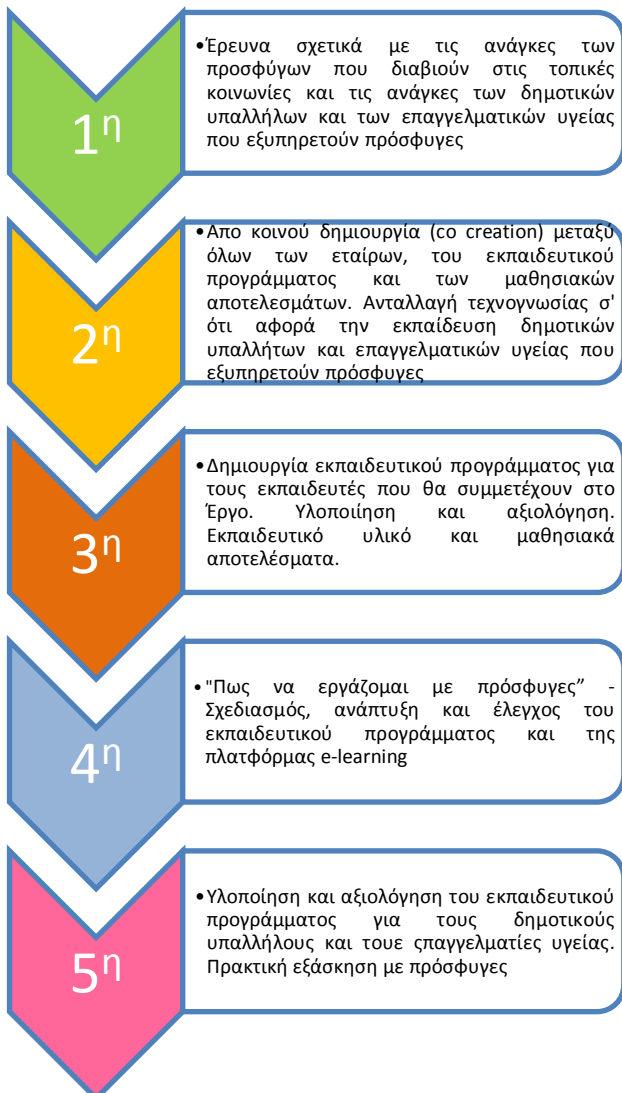 1η
•Έρευνα σχετικά με τις ανάγκες των
προσφύγων που διαβιούν στις τοπικές
κοινωνίες και τις ανάγκες των δημοτικών
υπαλλήλων και των επαγγελματικών υγείας
που εξυπηρετούν πρόσφυγες
2η
•Απο κοινού δημιουργία (co creation) μεταξύ
όλων των εταίρων, του εκπαιδευτικού
προγράμματος και των μαθησιακών
αποτελεσμάτων. Ανταλλαγή τεχνογνωσίας σ'
ότι αφορά την εκπαίδευση δημοτικών
υπαλλήτων και επαγγελματικών υγείας που
εξυπηρετούν πρόσφυγες
3η
•Δημιουργία εκπαιδευτικού προγράμματος για
τους εκπαιδευτές που θα συμμετέχουν στο
Έργο. Υλοποιίηση και αξιολόγηση.
Εκπαιδευτικό υλικό και μαθησιακά
αποτελέσματα.
4η
•"Πως να εργάζομαι με πρόσφυγες” -
Σχεδιασμός, ανάπτυξη και έλεγχος του
εκπαιδευτικού προγράμματος και της
πλατφόρμας e-learning
5η
•Υλοποίηση και αξιολόγηση του εκπαιδευτικού
προγράμματος για τους δημοτικούς
υπαλλήλους και τουε ςπαγγελματίες υγείας.
Πρακτική εξάσκηση με πρόσφυγες